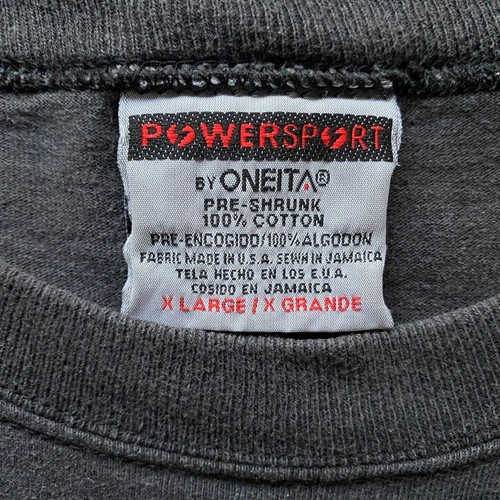 POWERSPORT
BY ONEITA®
PRE-SHRUNK
100% COTTON
PRE-ENCOGIDO/100% ALGODON
FABRIC MADE IN U.S.A. SEWN IN JAMAICA
TELA HECHO EN LOS E.U.A.
COSIDO EN JAMAICA
X LARGE / X GRANDE